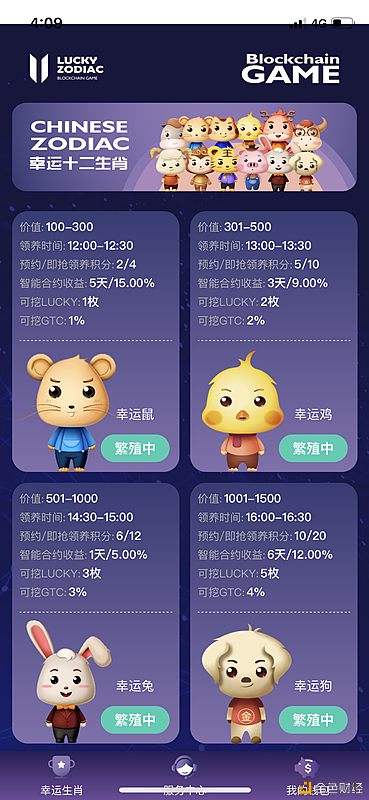 4:09
4G
LUCKY
ZODIAC
BLOCKCHAIN GAME
Blockchain
GAME
CHINESE
ZODIAC
幸运十二生肖
价值: 100-300
领养时间: 12:00-12:30
预约/即抢领养积分: 2/4
智能合约收益: 5天/15.00%
可挖LUCKY: 1枚
可挖GTC: 1%
幸运鼠
繁殖中
价值: 301-500
领养时间: 13:00-13:30
预约/即抢领养积分: 5/10
智能合约收益: 3天/9.00%
可挖LUCKY: 2枚
可挖GTC: 2%
幸运鸡
繁殖中
价值: 501-1000
领养时间: 14:30-15:00
预约/即抢领养积分: 6/12
智能合约收益: 1天/5.00%
可挖LUCKY: 3枚
可挖GTC: 3%
幸运兔
繁殖中
价值: 1001-1500
领养时间: 16:00-16:30
预约/即抢领养积分: 10/20
智能合约收益: 6天/12.00%
可挖LUCKY: 5枚
可挖GTC: 4%
金
幸运狗
繁殖中
幸运生肖
服务中心
我的
金色财经